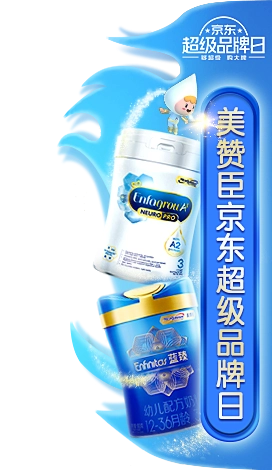 京东
超级品牌日
够超级 购大牌
美赞臣京东超级品牌日
Enfagrow A+
NEUROPRO
A2
3
Enfinitas 蓝臻
幼儿配方奶
12-36月龄